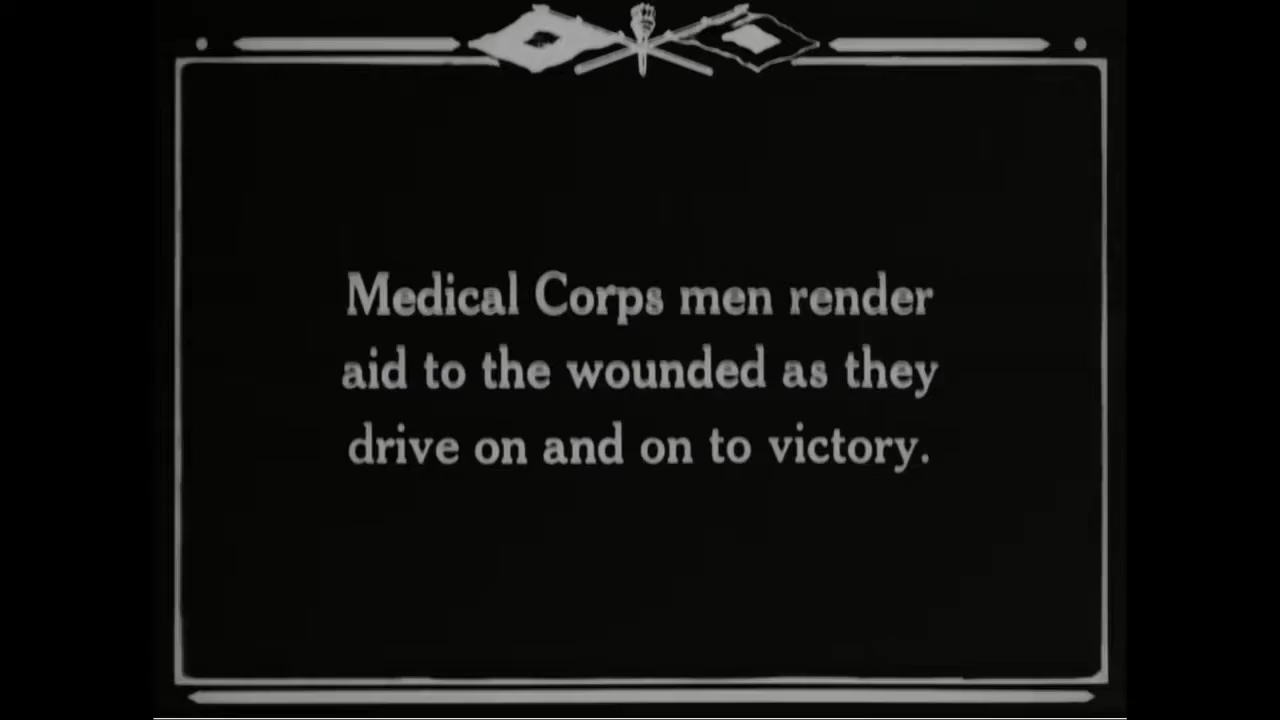 Medical Corps men render
aid to the wounded as they
drive on and on to victory.